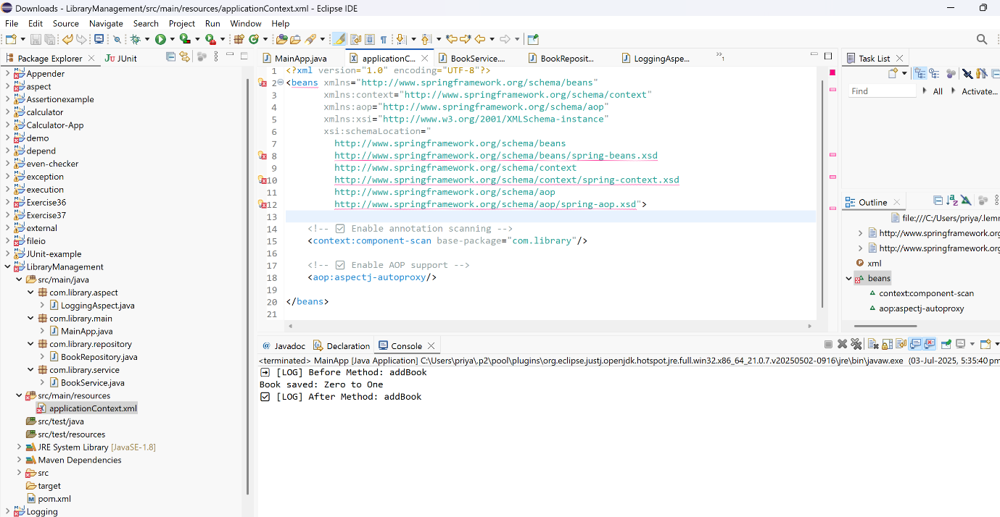 Downloads - LibraryManagement/src/main/resources/applicationContext.xml - Eclipse IDE
File Edit Source Navigate Search Project Run Window Help
Package Explorer
JUnit
Appender
aspect
Assertionexample
calculator
Calculator-App
demo
depend
even-checker
exception
execution
Exercise36
Exercise37
external
fileio
JUnit-example
LibraryManagement
src/main/java
com.library.aspect
LoggingAspect.java
com.library.main
MainApp.java
com.library.repository
BookRepository.java
com.library.service
BookService.java
src/main/resources
applicationContext.xml
src/test/java
src/test/resources
JRE System Library [JavaSE-1.8]
Maven Dependencies
src
target
pom.xml
Logging
MainApp.java
applicationC...
BookService....
BookReposit...
LoggingAspe...
»1
1 <?xml version="1.0" encoding="UTF-8"?>
2 <beans xmlns="http://www.springframework.org/schema/beans"
3 xmlns:context="http://www.springframework.org/schema/context"
4 xmlns:aop="http://www.springframework.org/schema/aop"
5 xmlns:xsi="http://www.w3.org/2001/XMLSchema-instance"
6 xsi:schemaLocation="
7 http://www.springframework.org/schema/beans
8 http://www.springframework.org/schema/beans/spring-beans.xsd
9 http://www.springframework.org/schema/context
10 http://www.springframework.org/schema/context/spring-context.xsd
11 http://www.springframework.org/schema/aop
12 http://www.springframework.org/schema/aop/spring-aop.xsd">
13
14 <!-- ☑ Enable annotation scanning -->
15 <context:component-scan base-package="com.library"/>
16
17 <!-- ☑ Enable AOP support -->
18 <aop:aspectj-autoproxy/>
19
20 </beans>
21
Task List
Find
All
Activate...
Outline
file:///C:/Users/priya/.lemr
http://www.springframework.org
http://www.springframework.org
xml
beans
context:component-scan
aop:aspectj-autoproxy
@ Javadoc
Declaration
Console
<terminated> MainApp [Java Application] C:\Users\priya\.p2\pool\plugins\org.eclipse.justj.openjdk.hotspot.jre.full.win32.x86_64_21.0.7.v20250502-0916\jre\bin\javaw.exe (03-Jul-2025, 5:35:40 pm
[LOG] Before Method: addBook
Book saved: Zero to One
☑ [LOG] After Method: addBook